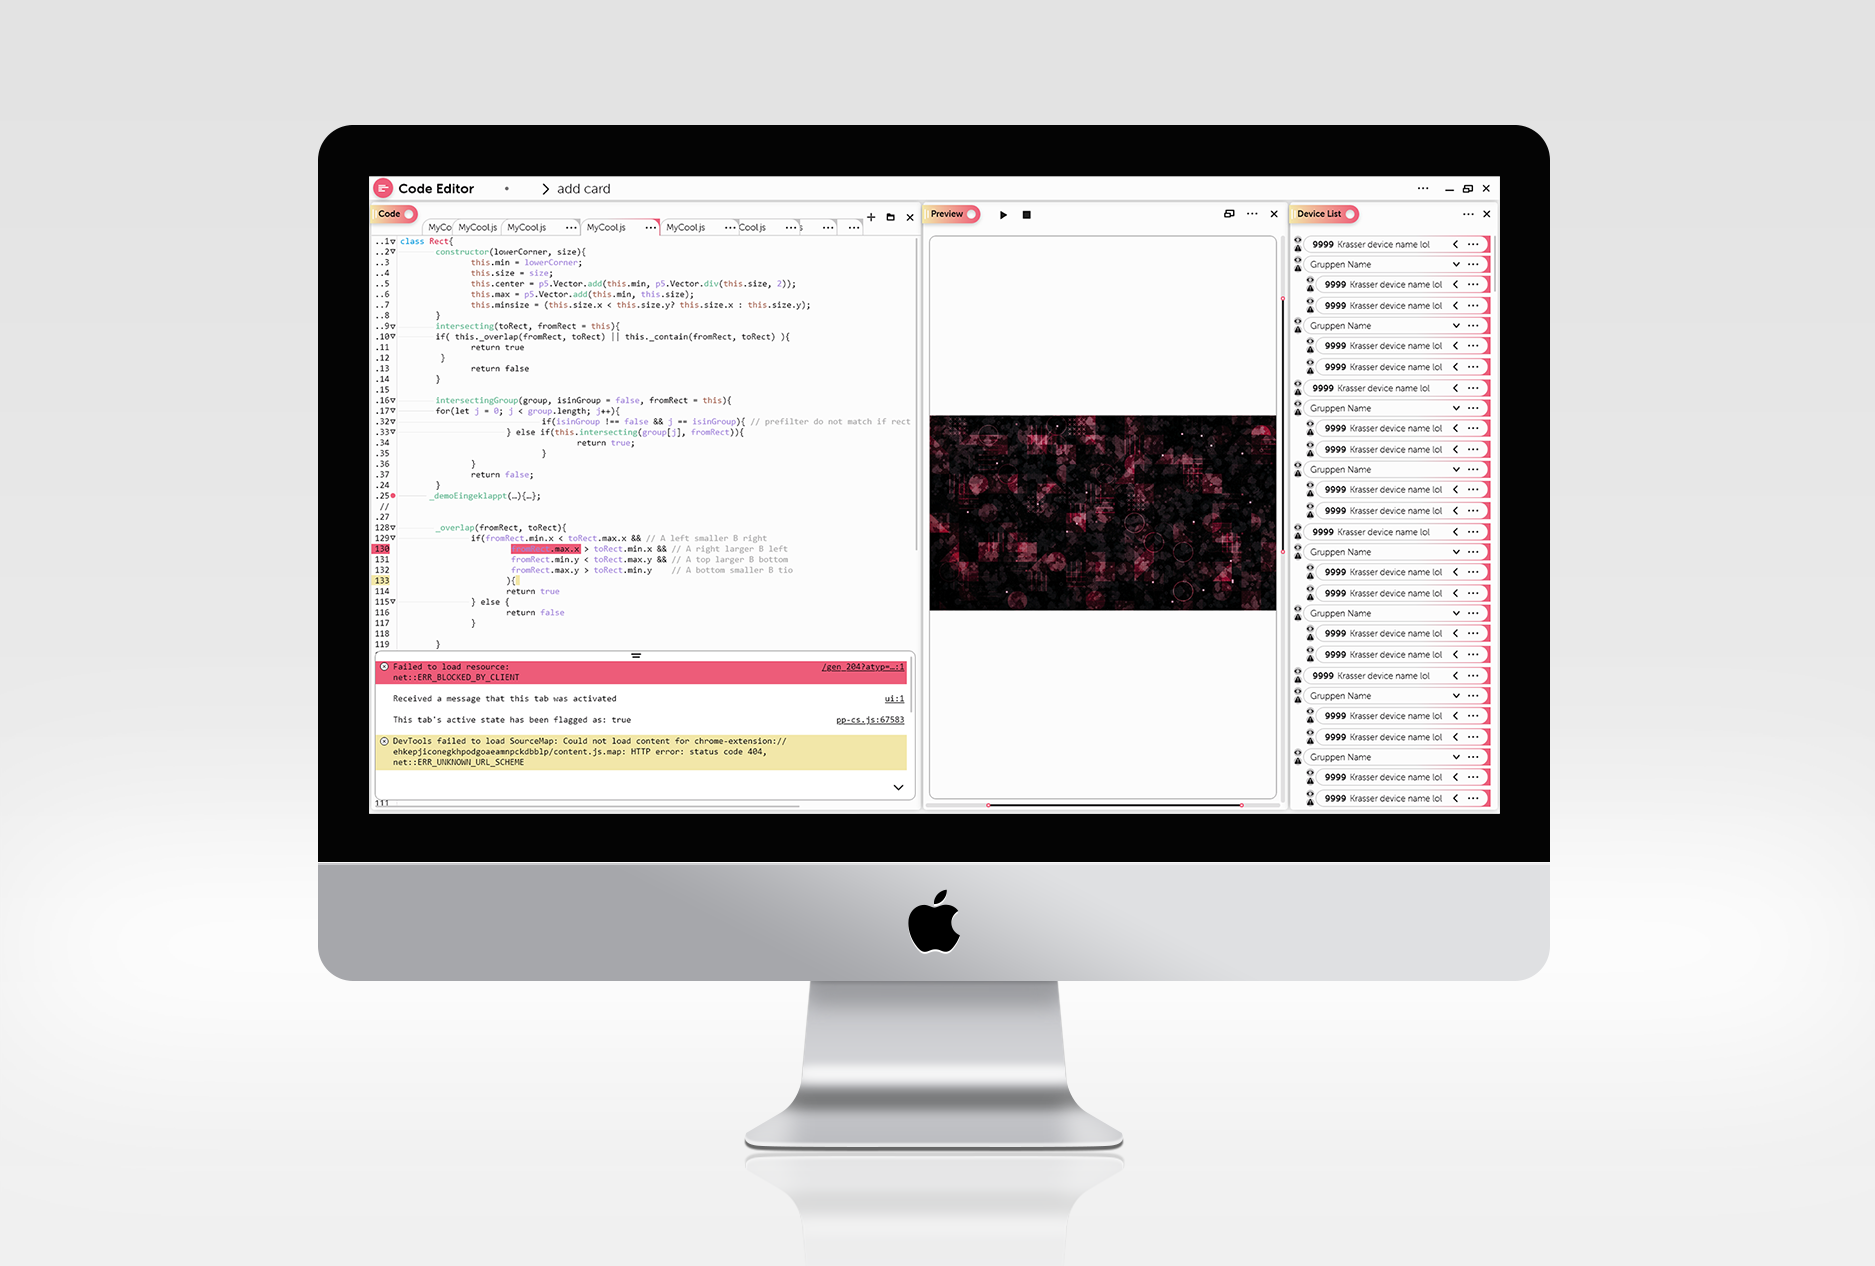 Code Editor
add card
Code
MyCo
MyCool.js
MyCool.js
MyCool.js
MyCool.js
Cool.js
s
..1 class Rect{
..2 constructor(lowerCorner, size){
..3 this.min = lowerCorner;
..4 this.size = size;
..5 this.center = p5.Vector.add(this.min, p5.Vector.div(this.size, 2));
..6 this.max = p5.Vector.add(this.min, this.size);
..7 this.minsize = (this.size.x < this.size.y? this.size.x : this.size.y);
..8 }
..9 intersecting(toRect, fromRect = this){
.10 if( this._overlap(fromRect, toRect) || this._contain(fromRect, toRect) ){
.11 return true
.12 }
.13 return false
.14 }
.15
.16 intersectingGroup(group, isinGroup = false, fromRect = this){
.17 for(let j = 0; j < group.length; j++){
.32 if(isinGroup !== false && j == isinGroup){ // prefilter do not match if rect
.33 } else if(this.intersecting(group[j], fromRect)){
.34 return true;
.35 }
.36 }
.37 return false;
.24 }
.25 _demoEingeklappt(…){…};
//
.27
128 _overlap(fromRect, toRect){
129 if(fromRect.min.x < toRect.max.x && // A left smaller B right
130 fromRect.max.x > toRect.min.x && // A right larger B left
131 fromRect.min.y < toRect.max.y && // A top larger B bottom
132 fromRect.max.y > toRect.min.y // A bottom smaller B tio
133 ){
114 return true
115 } else {
116 return false
117 }
118
119 }
Failed to load resource: /gen_204?atyp=…:1
net::ERR_BLOCKED_BY_CLIENT
Received a message that this tab was activated ui:1
This tab's active state has been flagged as: true pp-cs.js:67583
DevTools failed to load SourceMap: Could not load content for chrome-extension://
ehkepjiconegkhpodgoaeamnpckdbblp/content.js.map: HTTP error: status code 404,
net::ERR_UNKNOWN_URL_SCHEME
111
Preview
Device List
9999 Krasser device name lol
Gruppen Name
9999 Krasser device name lol
9999 Krasser device name lol
Gruppen Name
9999 Krasser device name lol
9999 Krasser device name lol
9999 Krasser device name lol
Gruppen Name
9999 Krasser device name lol
9999 Krasser device name lol
Gruppen Name
9999 Krasser device name lol
9999 Krasser device name lol
9999 Krasser device name lol
Gruppen Name
9999 Krasser device name lol
9999 Krasser device name lol
Gruppen Name
9999 Krasser device name lol
9999 Krasser device name lol
9999 Krasser device name lol
Gruppen Name
9999 Krasser device name lol
9999 Krasser device name lol
Gruppen Name
9999 Krasser device name lol
9999 Krasser device name lol